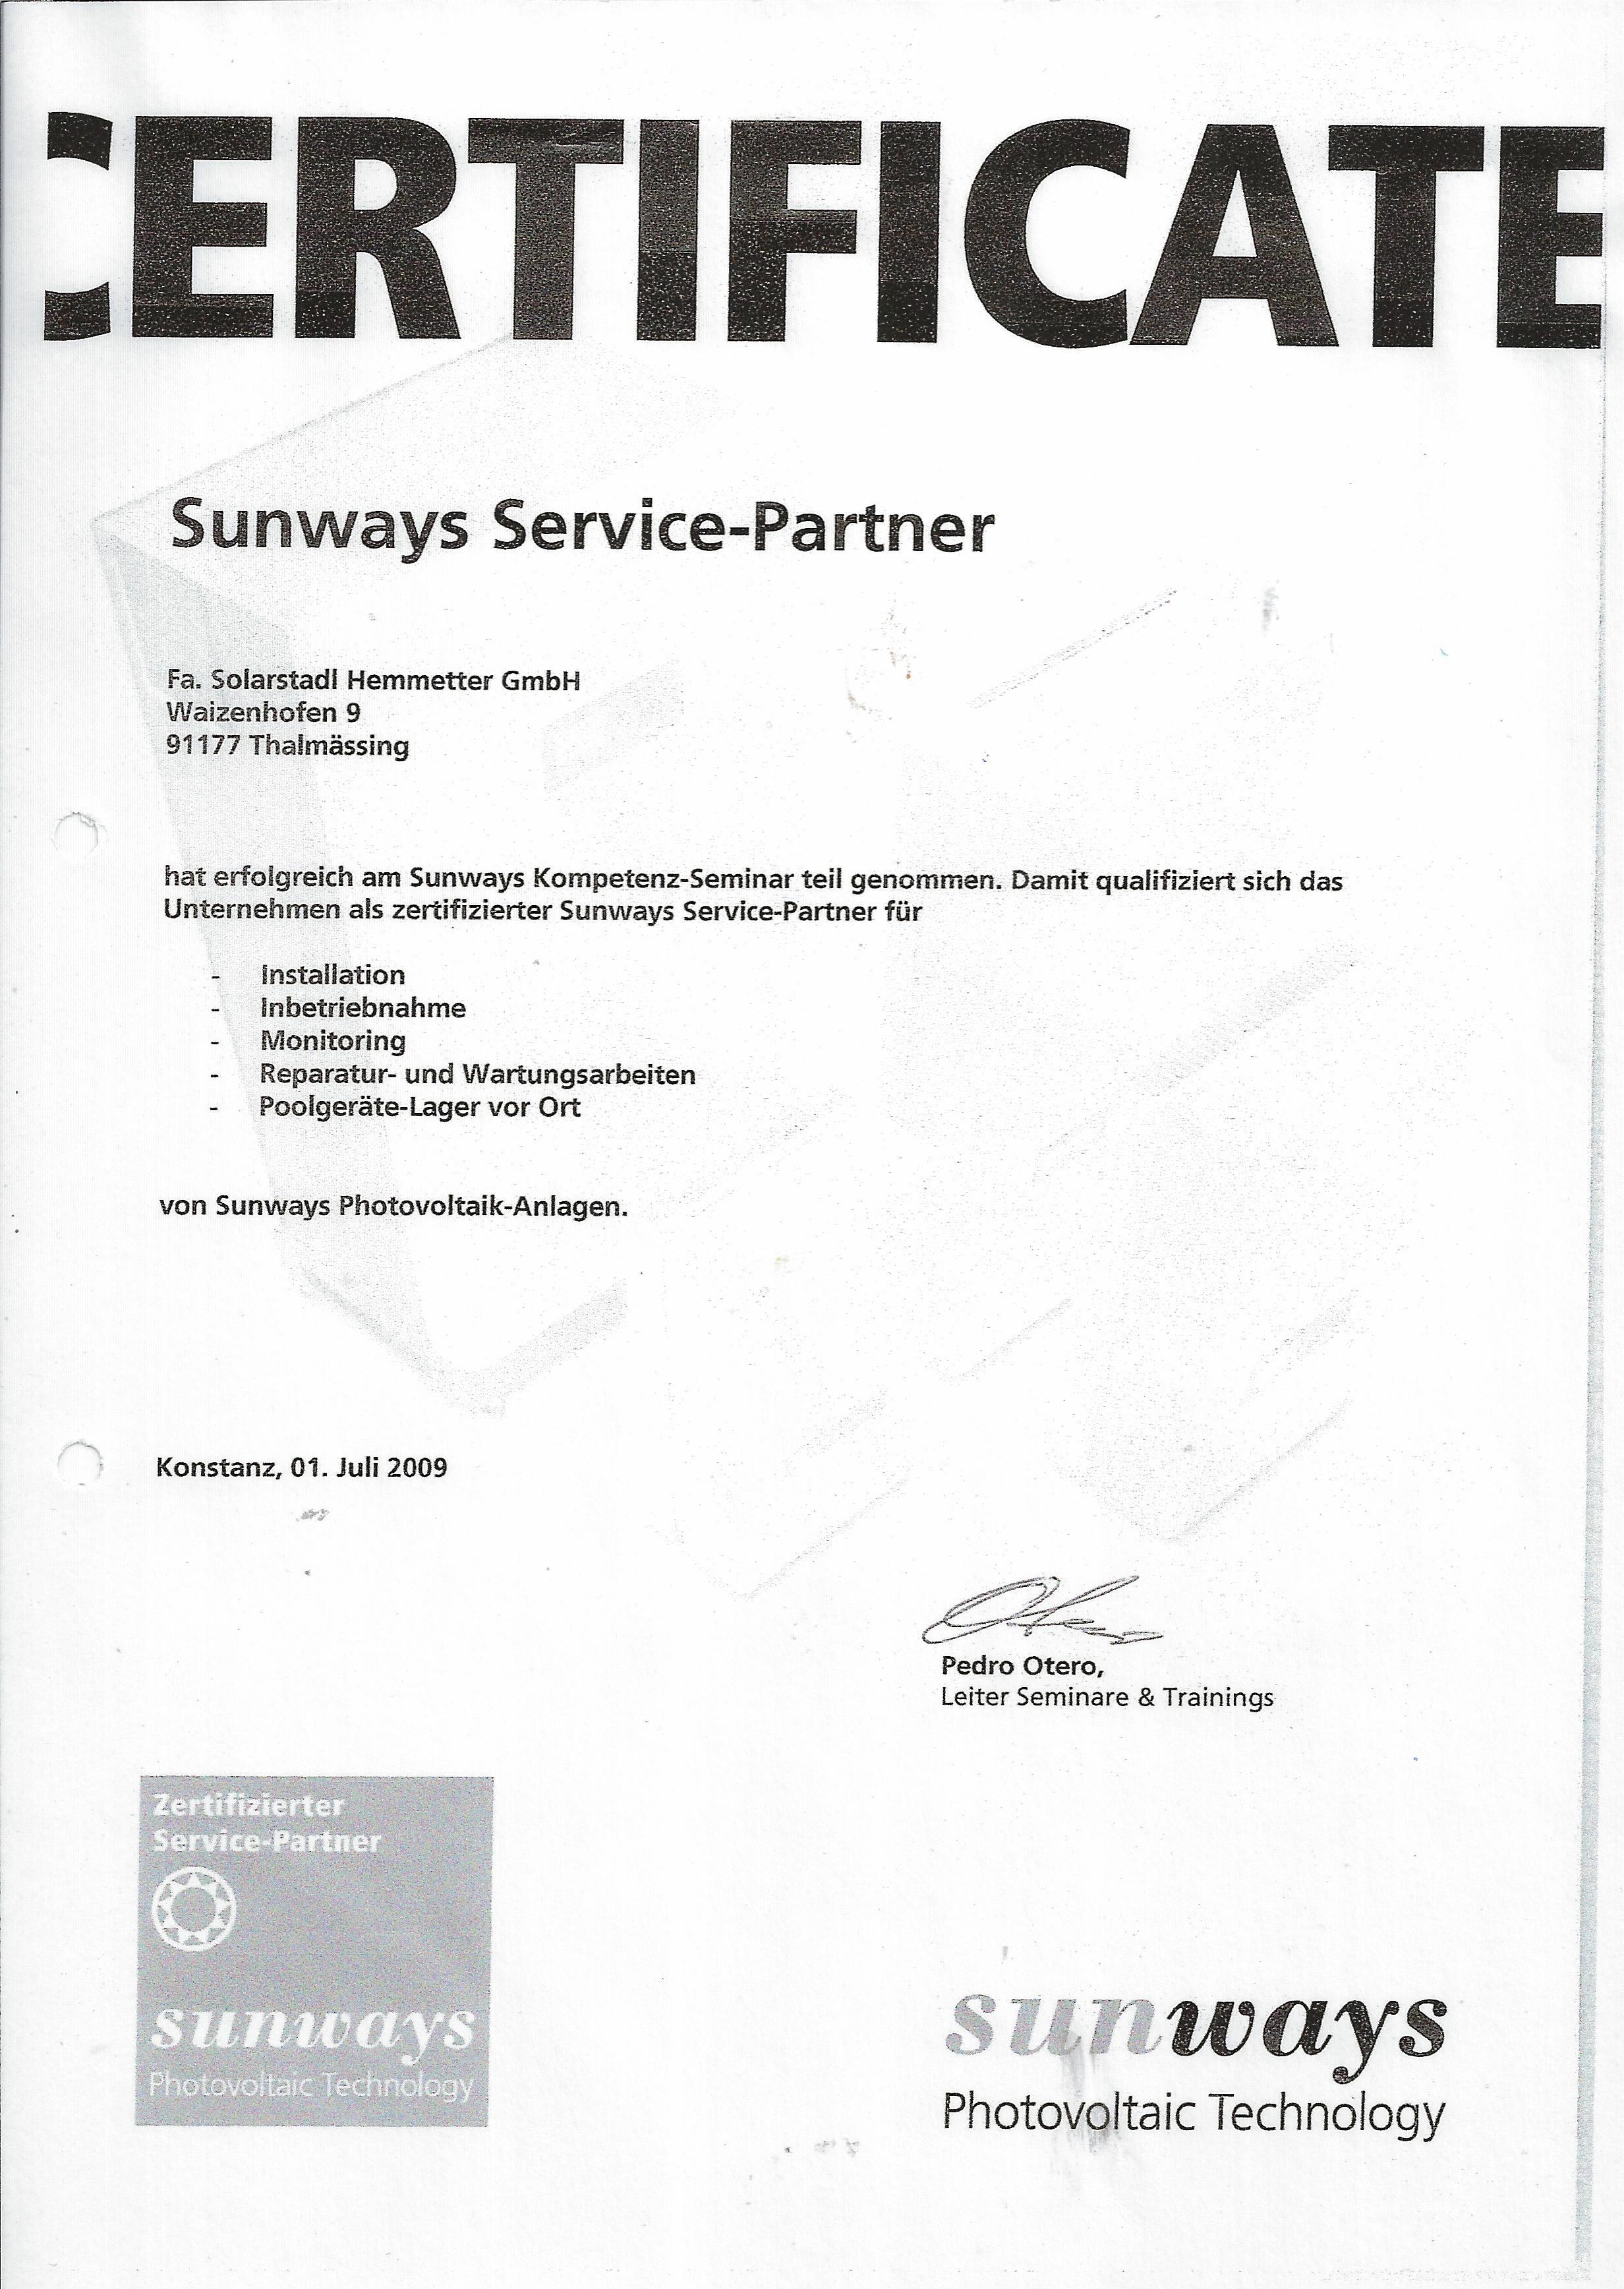 CERTIFICATE
Sunways Service-Partner
Fa. Solarstadl Hemmetter GmbH
Waizenhofen 9
91177 Thalmässing
hat erfolgreich am Sunways Kompetenz-Seminar teil genommen. Damit qualifiziert sich das
Unternehmen als zertifizierter Sunways Service-Partner für
- Installation
- Inbetriebnahme
- Monitoring
- Reparatur- und Wartungsarbeiten
- Poolgeräte-Lager vor Ort
von Sunways Photovoltaik-Anlagen.
Konstanz, 01. Juli 2009
Pedro Otero,
Leiter Seminare & Trainings
Zertifizierter
Service-Partner
sunways
Photovoltaic Technology
sunways
Photovoltaic Technology